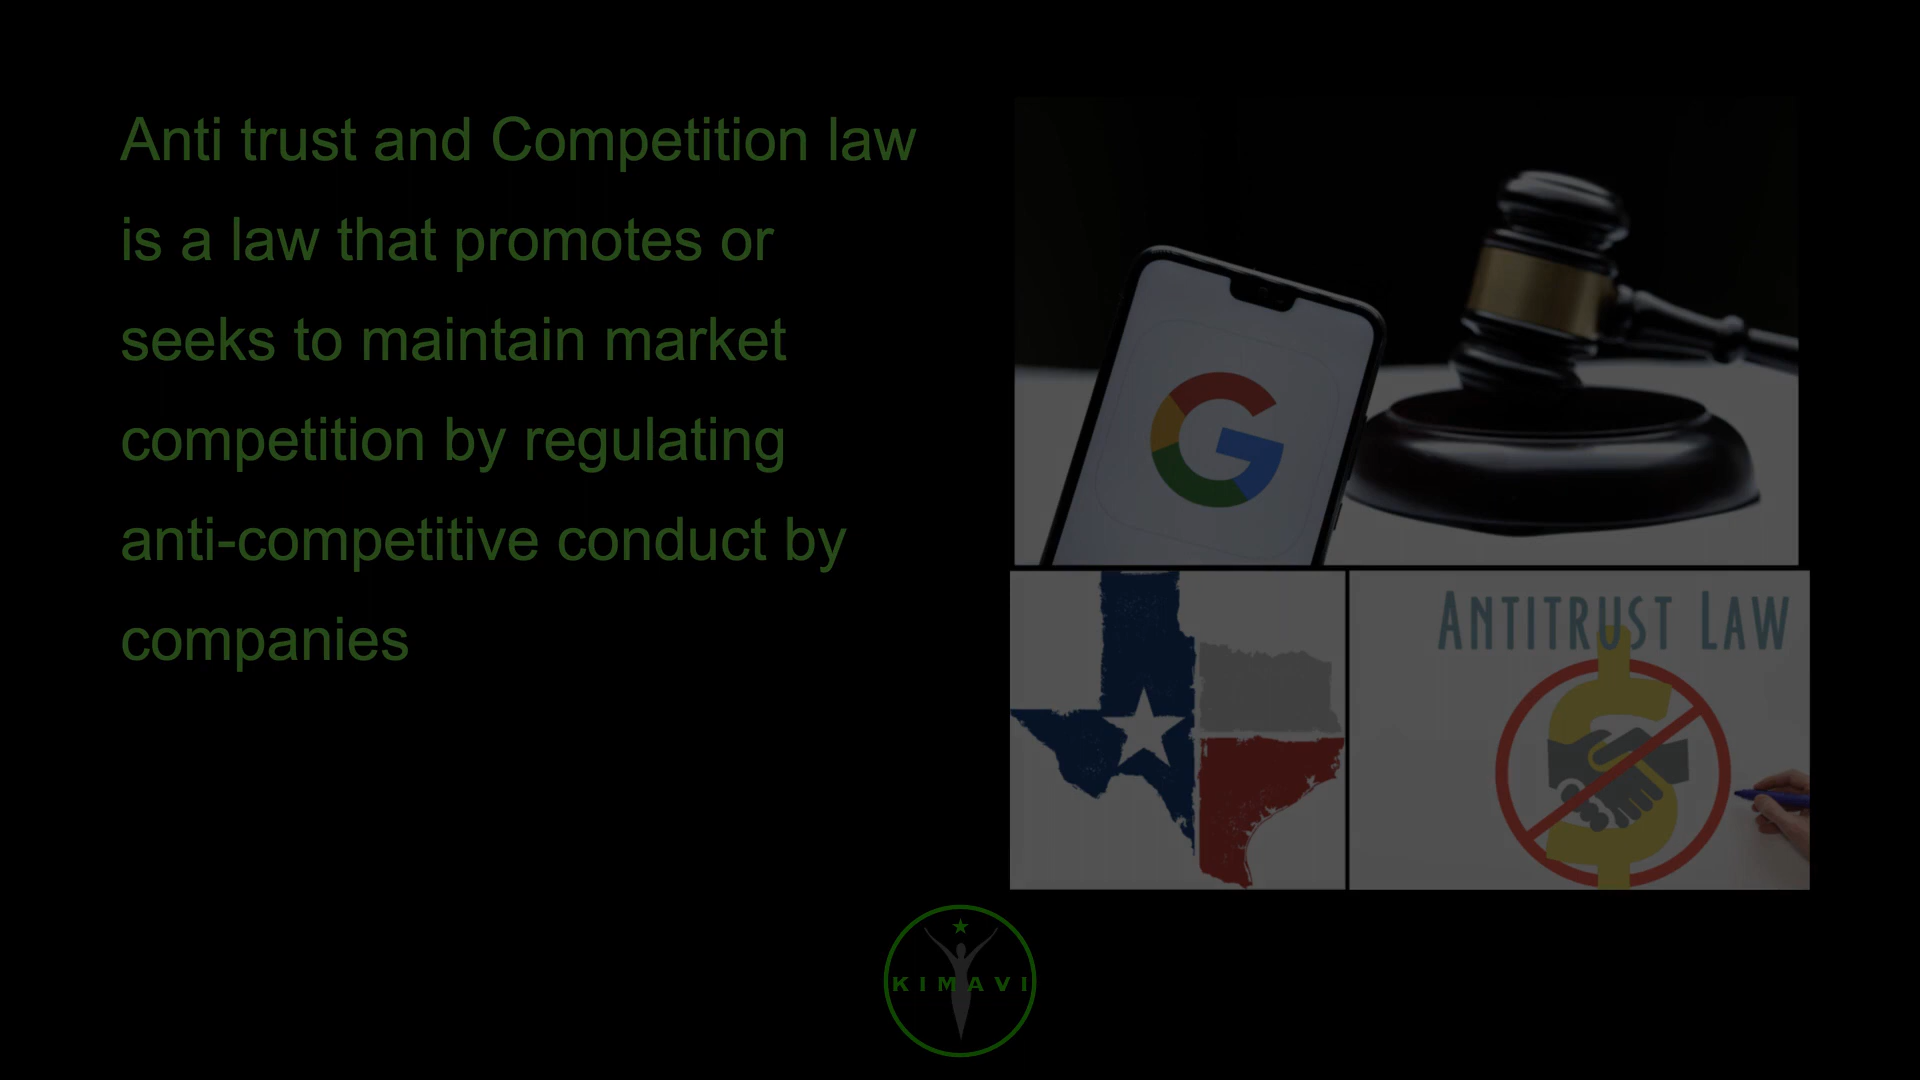 Anti trust and Competition law
is a law that promotes or
seeks to maintain market
competition by regulating
anti-competitive conduct by
companies
ANTITRUST LAW
KIMAVI